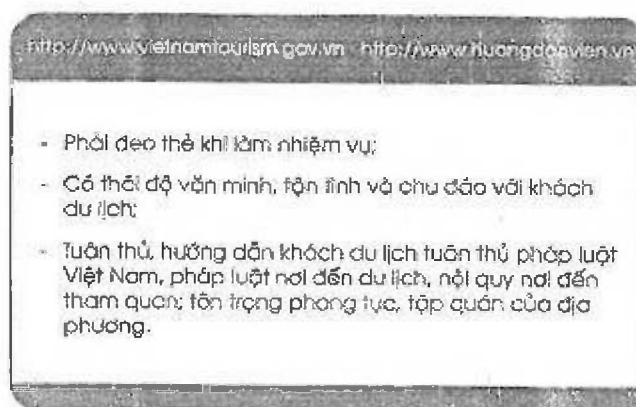 http://www.vietnamtourism.gov.vn http://www.huongdanvien.vn
- Phải đeo thẻ khi làm nhiệm vụ;
- Có thái độ văn minh, tận tình và chu đáo với khách
du lịch;
- Tuân thủ, hướng dẫn khách du lịch tuân thủ pháp luật
Việt Nam, pháp luật nơi đến du lịch, nội quy nơi đến
tham quan; tôn trọng phong tục, tập quán của địa
phương.